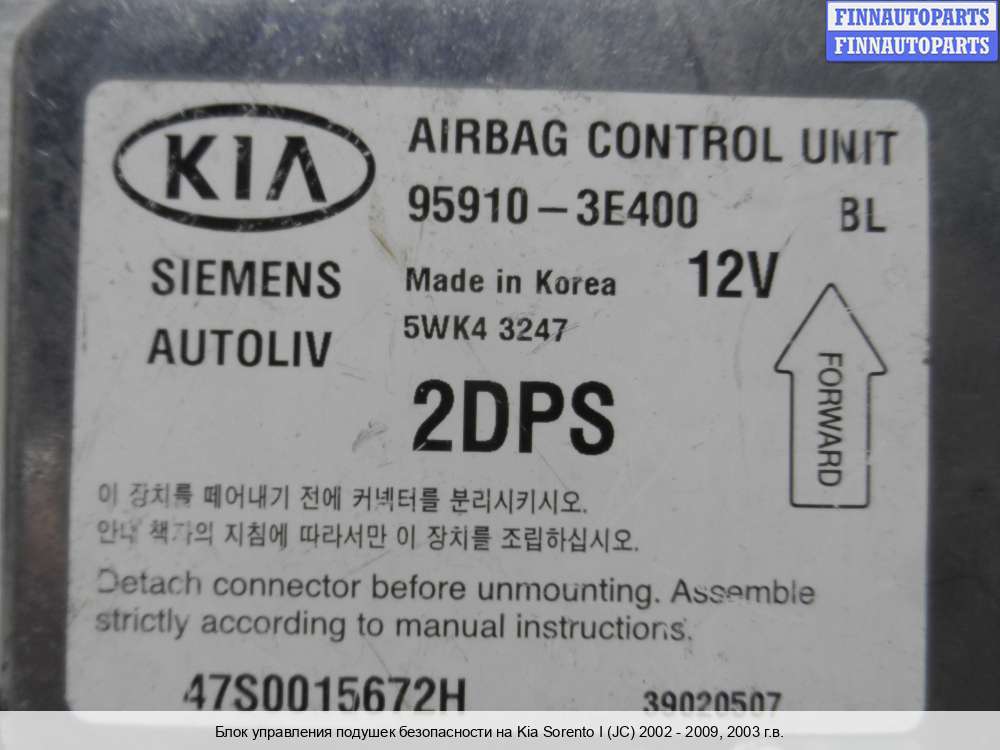 FINNAUTOPARTS
FINNAUTOPARTS
KIA
AIRBAG CONTROL UNIT
95910-3E400 BL
SIEMENS
AUTOLIV
Made in Korea 12V
5WK4 3247
FORWARD
2DPS
이 장치를 떼어내기 전에 커넥터를 분리시키시오.
안내 책자의 지침에 따라서만 이 장치를 조립하십시오.
Detach connector before unmounting. Assemble
strictly according to manual instructions.
47S0015672H 39020507
Блок управления подушек безопасности на Kia Sorento I (JC) 2002 - 2009, 2003 г.в.